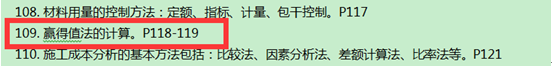 108. 材料用量的控制方法：定额、指标、计量、包干控制。P117
109. 赢得值法的计算。P118-119
110. 施工成本分析的基本方法包括：比较法、因素分析法、差额计算法、比率法等。P121